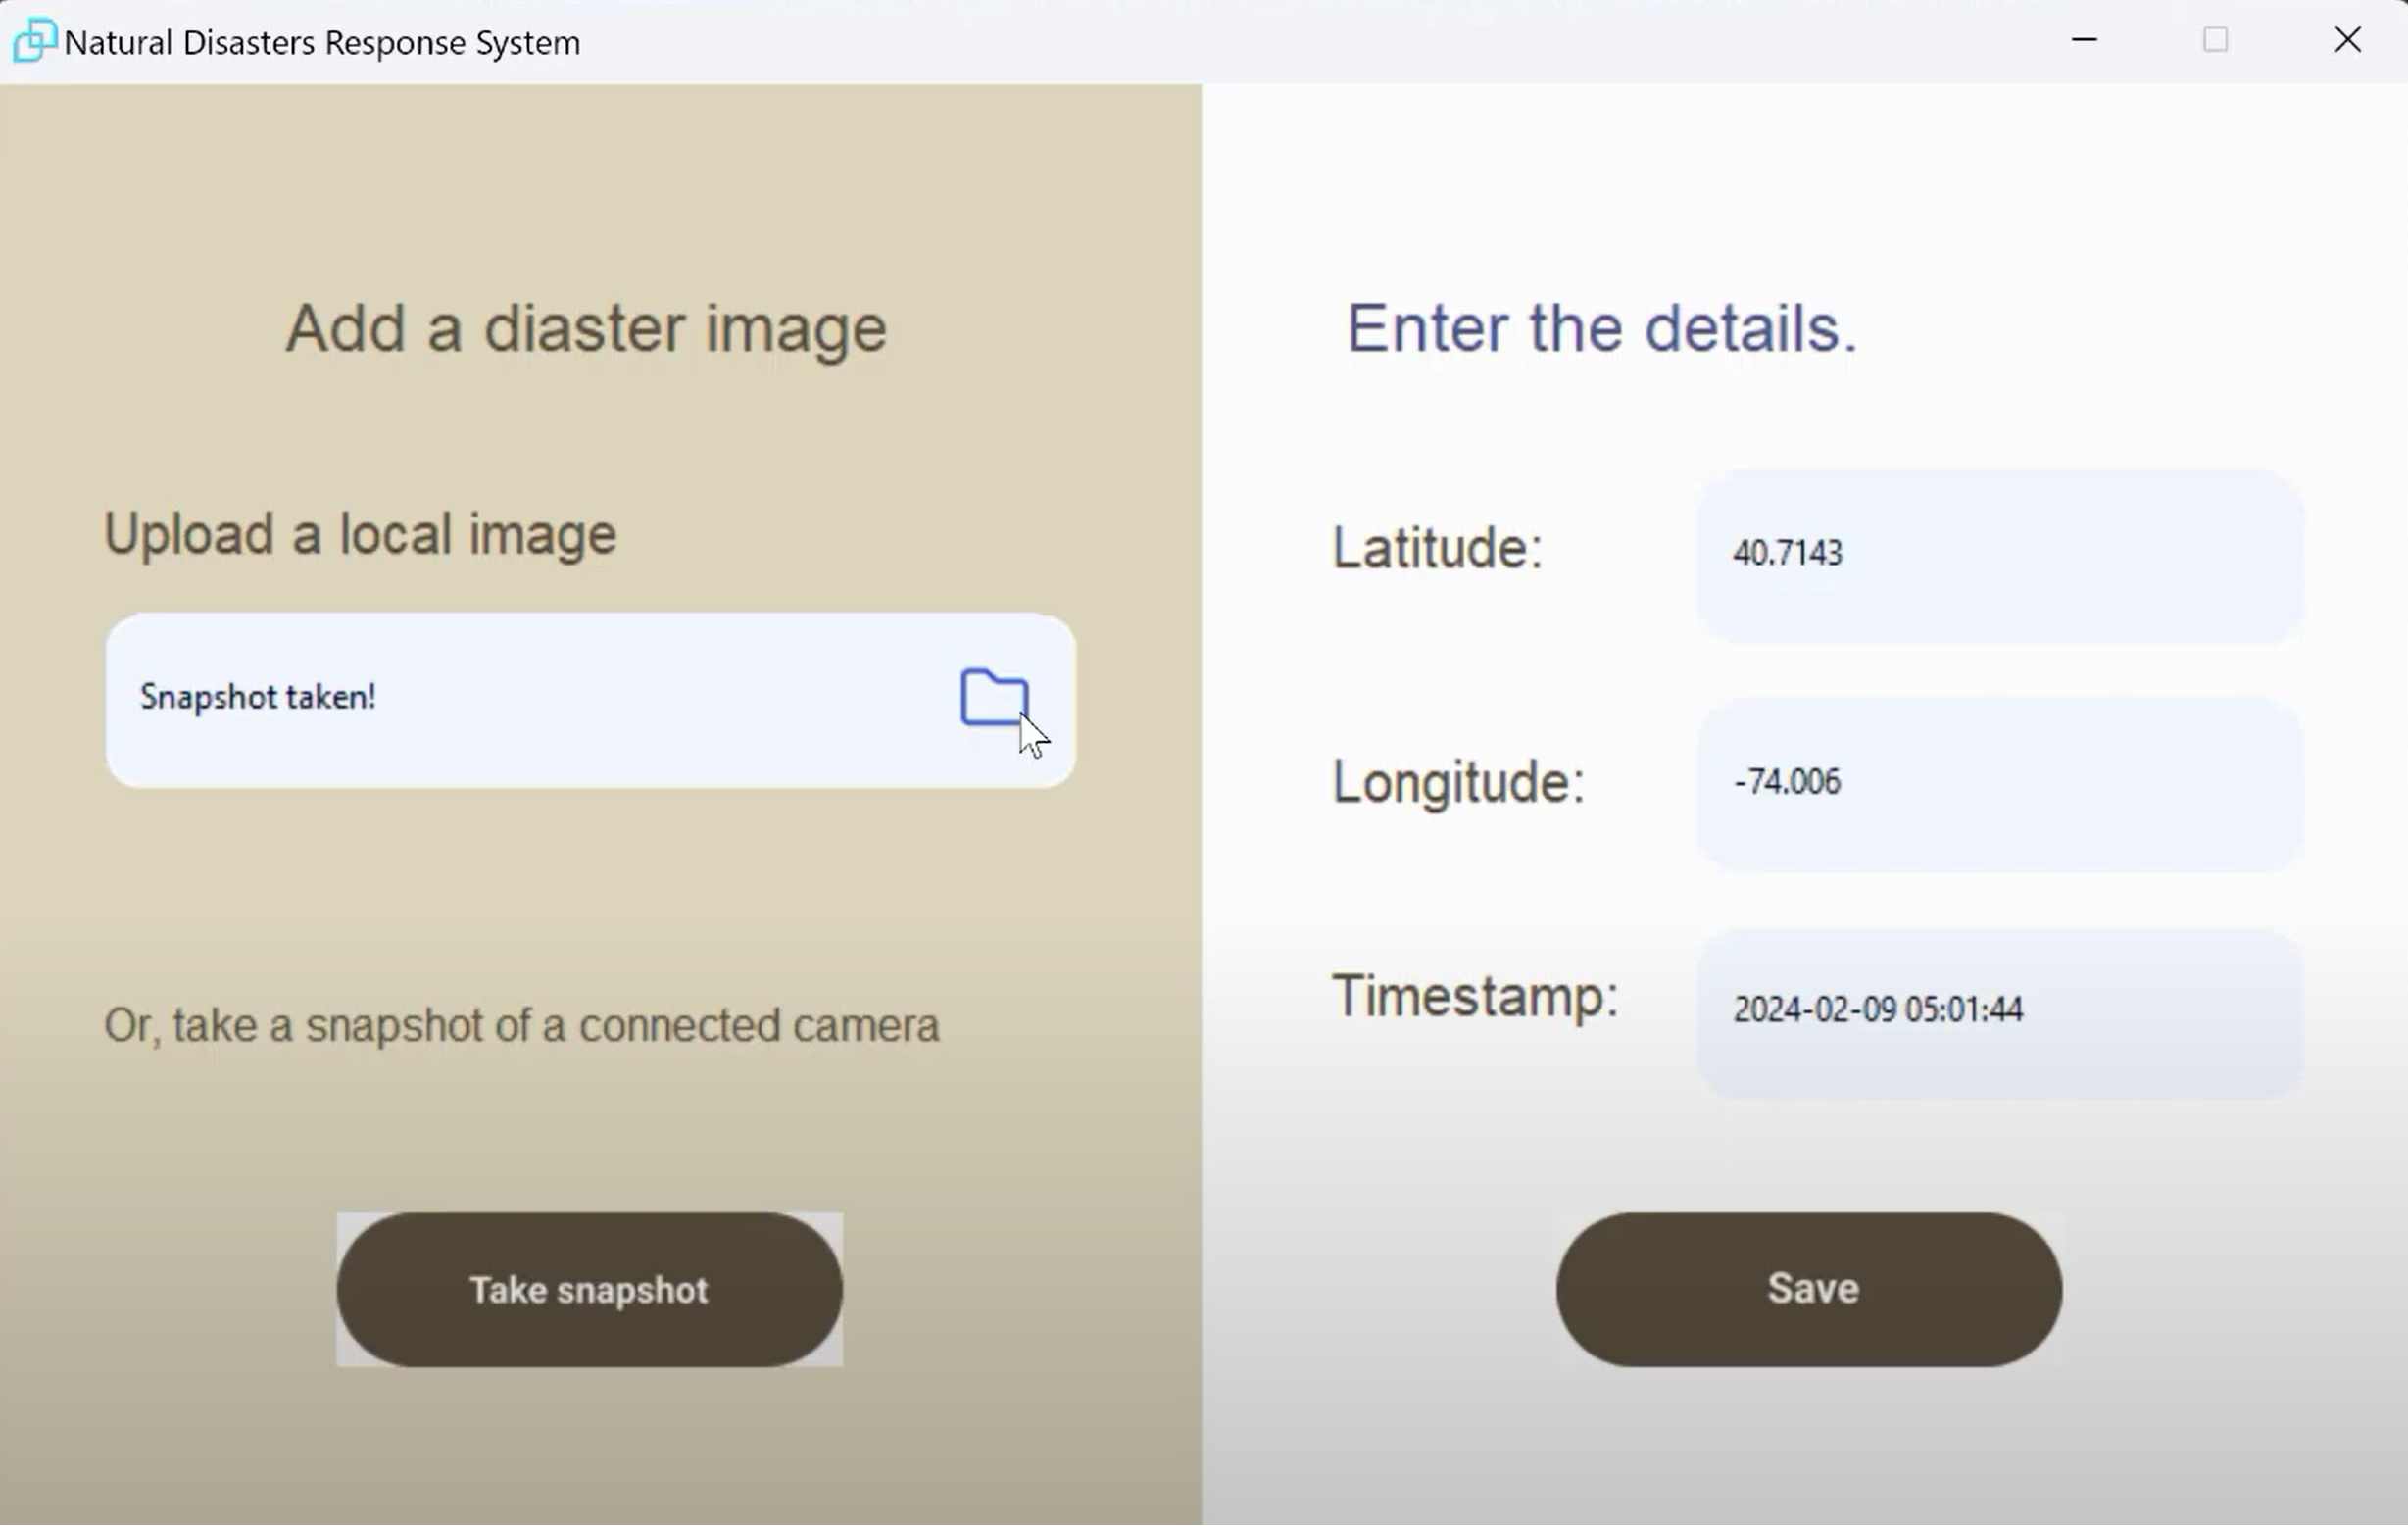 Natural Disasters Response System
Add a diaster image
Upload a local image
Snapshot taken!
Or, take a snapshot of a connected camera
Take snapshot
Enter the details.
Latitude: 40.7143
Longitude: -74.006
Timestamp: 2024-02-09 05:01:44
Save